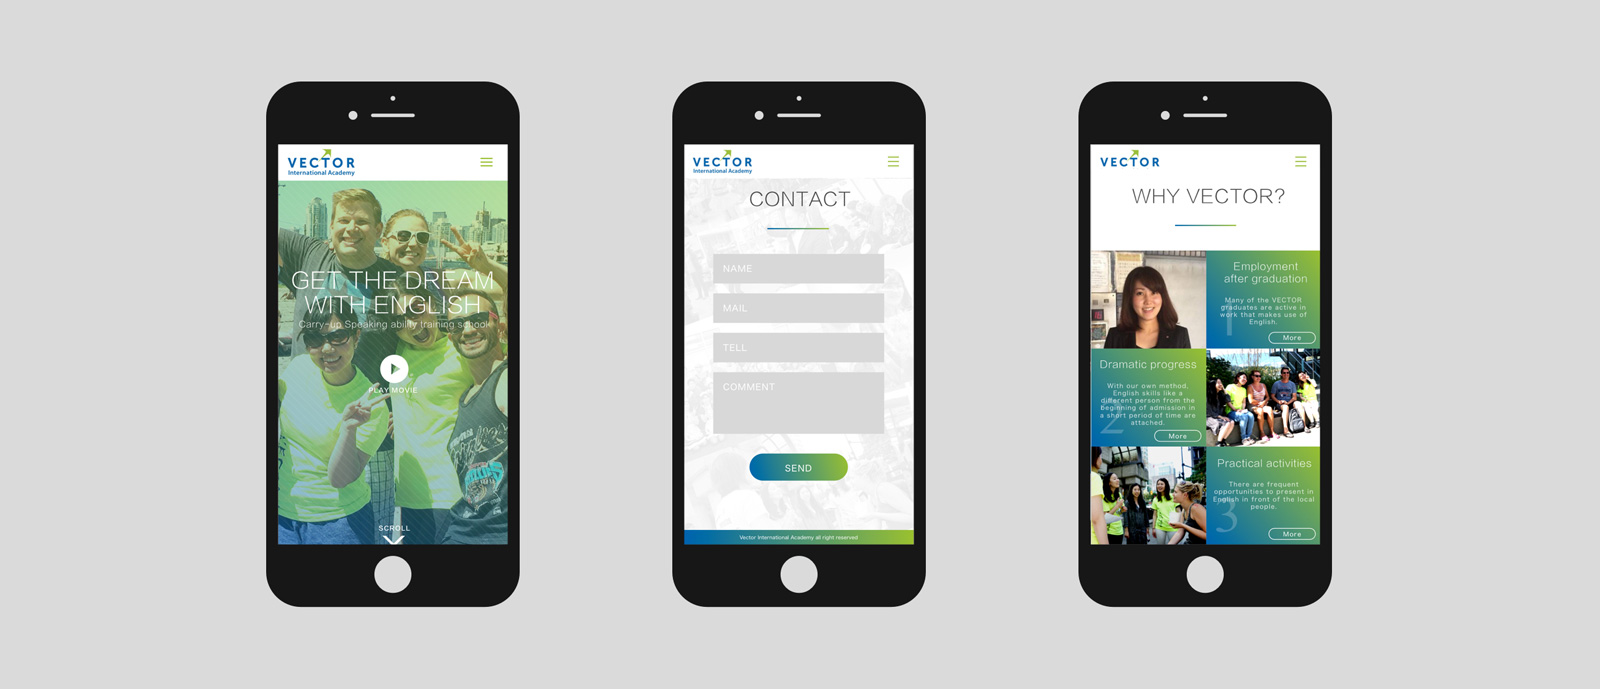 VECTOR
International Academy
GET THE DREAM
WITH ENGLISH
Carry-up Speaking ability training school
PLAY MOVIE
SCROLL
VECTOR
International Academy
CONTACT
NAME
MAIL
TELL
COMMENT
SEND
Vector International Academy all right reserved
VECTOR
WHY VECTOR?
Employment
after graduation
1
Many of the VECTOR
graduates are active in
work that makes use of
English.
More
Dramatic progress
2
With our own method,
English skills like a
different person from the
beginning of admission in
a short period of time are
attached.
More
Practical activities
3
There are frequent
opportunities to present in
English in front of the local
people.
More